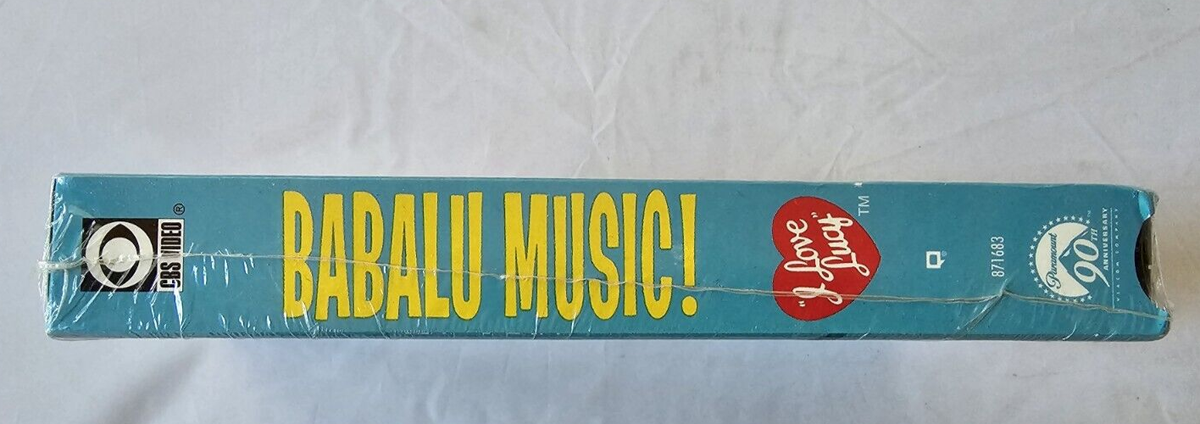 CBS VIDEO
®
BABALU MUSIC!
"I Love
Lucy"
TM
871683
Paramount
90TH
ANNIVERSARY